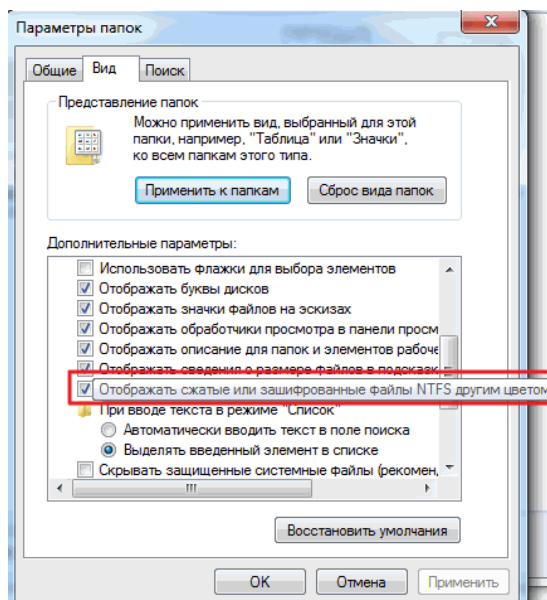 Параметры папок
x
Общие Вид Поиск
Представление папок
Можно применить вид, выбранный для этой
папки, например, "Таблица" или "Значки",
ко всем папкам этого типа.
Применить к папкам Сброс вида папок
Дополнительные параметры:
Использовать флажки для выбора элементов
Отображать буквы дисков
Отображать значки файлов на эскизах
Отображать обработчики просмотра в панели просм
Отображать описание для папок и элементов рабоче
Отображать сведения о размере файлов в подсказк
Отображать сжатые или зашифрованные файлы NTFS другим цветом
При вводе текста в режиме "Список"
Автоматически вводить текст в поле поиска
Выделять введенный элемент в списке
Скрывать защищенные системные файлы (рекомен,
Восстановить умолчания
OK Отмена Применить